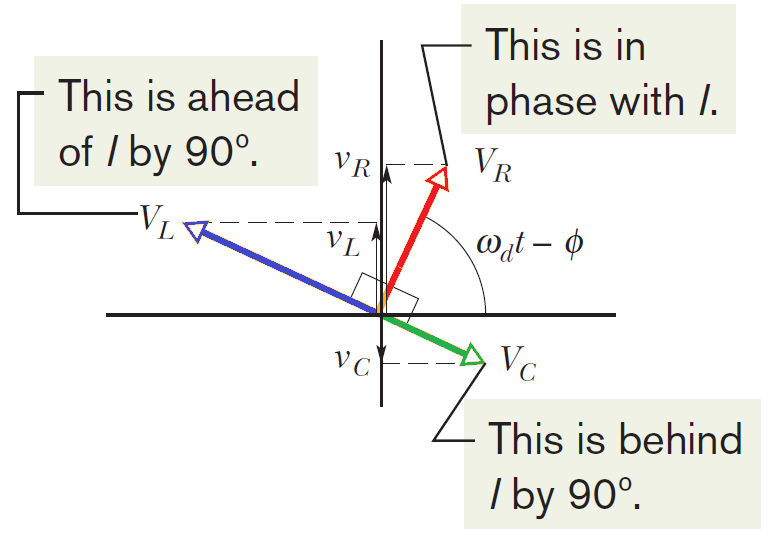 This is in
phase with I.
This is ahead
of I by 90°.
v_R
V_R
V_L
v_L
ω_d t – ϕ
v_C
V_C
This is behind
I by 90°.